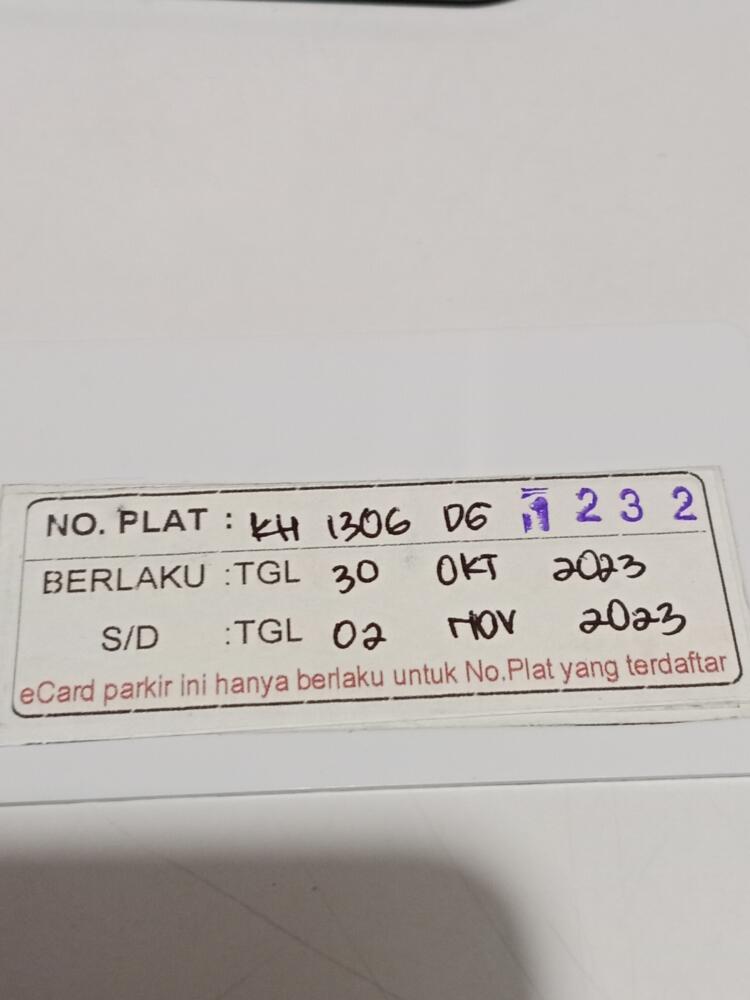 NO. PLAT : KH 1306 DG 1 2 3 2
BERLAKU :TGL 30 OKT 2023
S/D :TGL 02 NOV 2023
eCard parkir ini hanya berlaku untuk No.Plat yang terdaftar